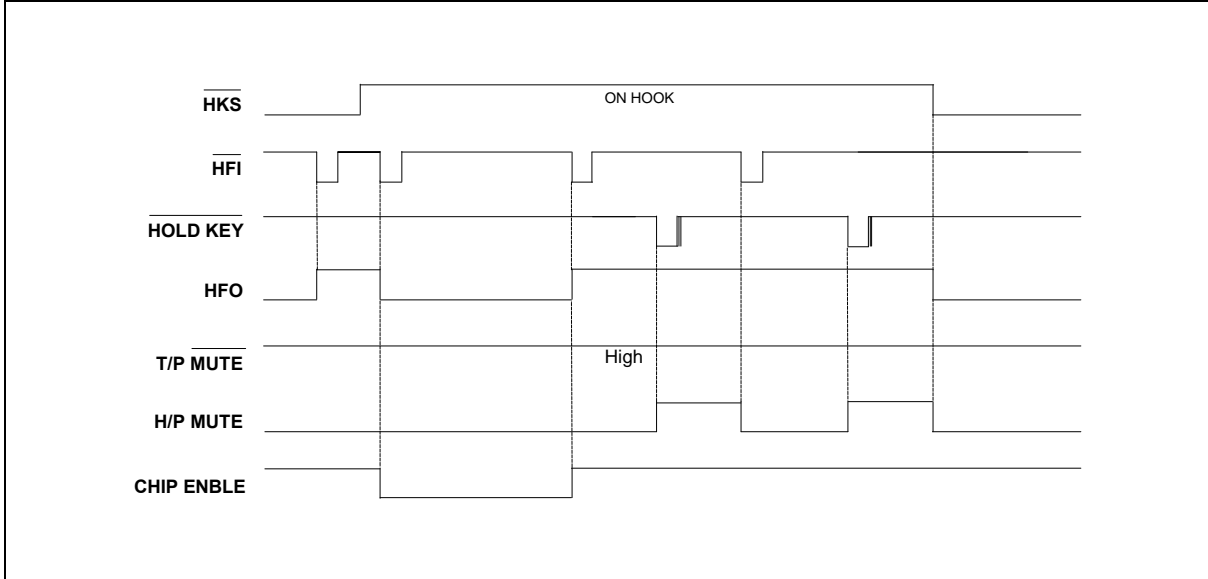 HKS
ON HOOK
HFI
HOLD KEY
HFO
T/P MUTE
High
H/P MUTE
CHIP ENBLE